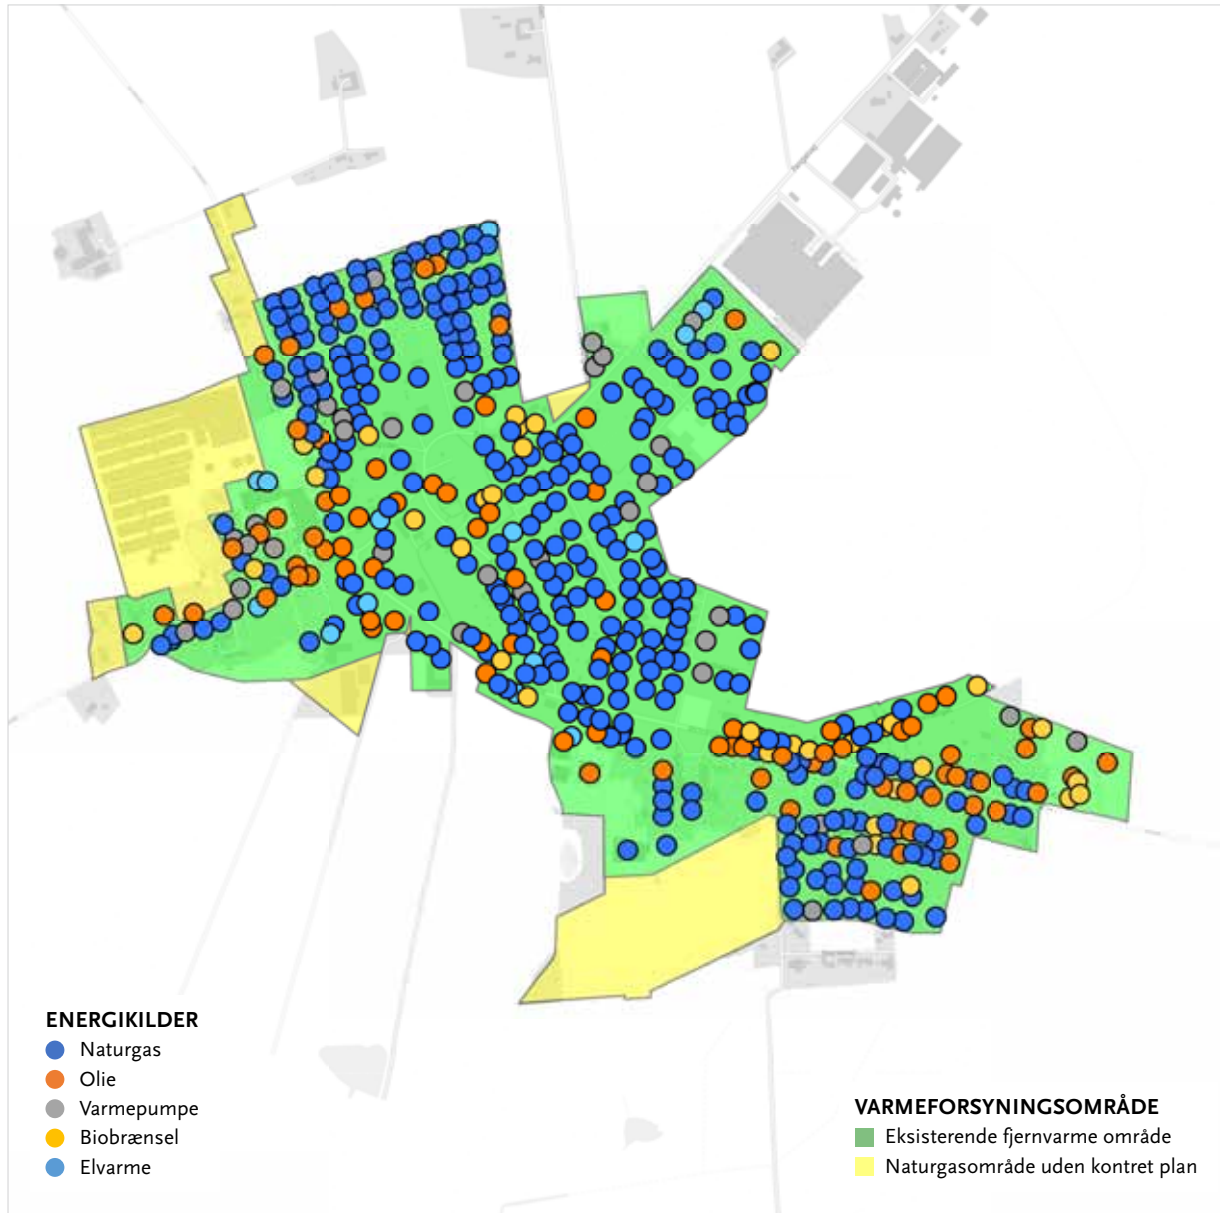 ENERGIKILDER
Naturgas
Olie
Varmepumpe
Biobrænsel
Elvarme
VARMEFORSYNINGSOMRÅDE
Eksisterende fjernvarme område
Naturgasområde uden kontret plan